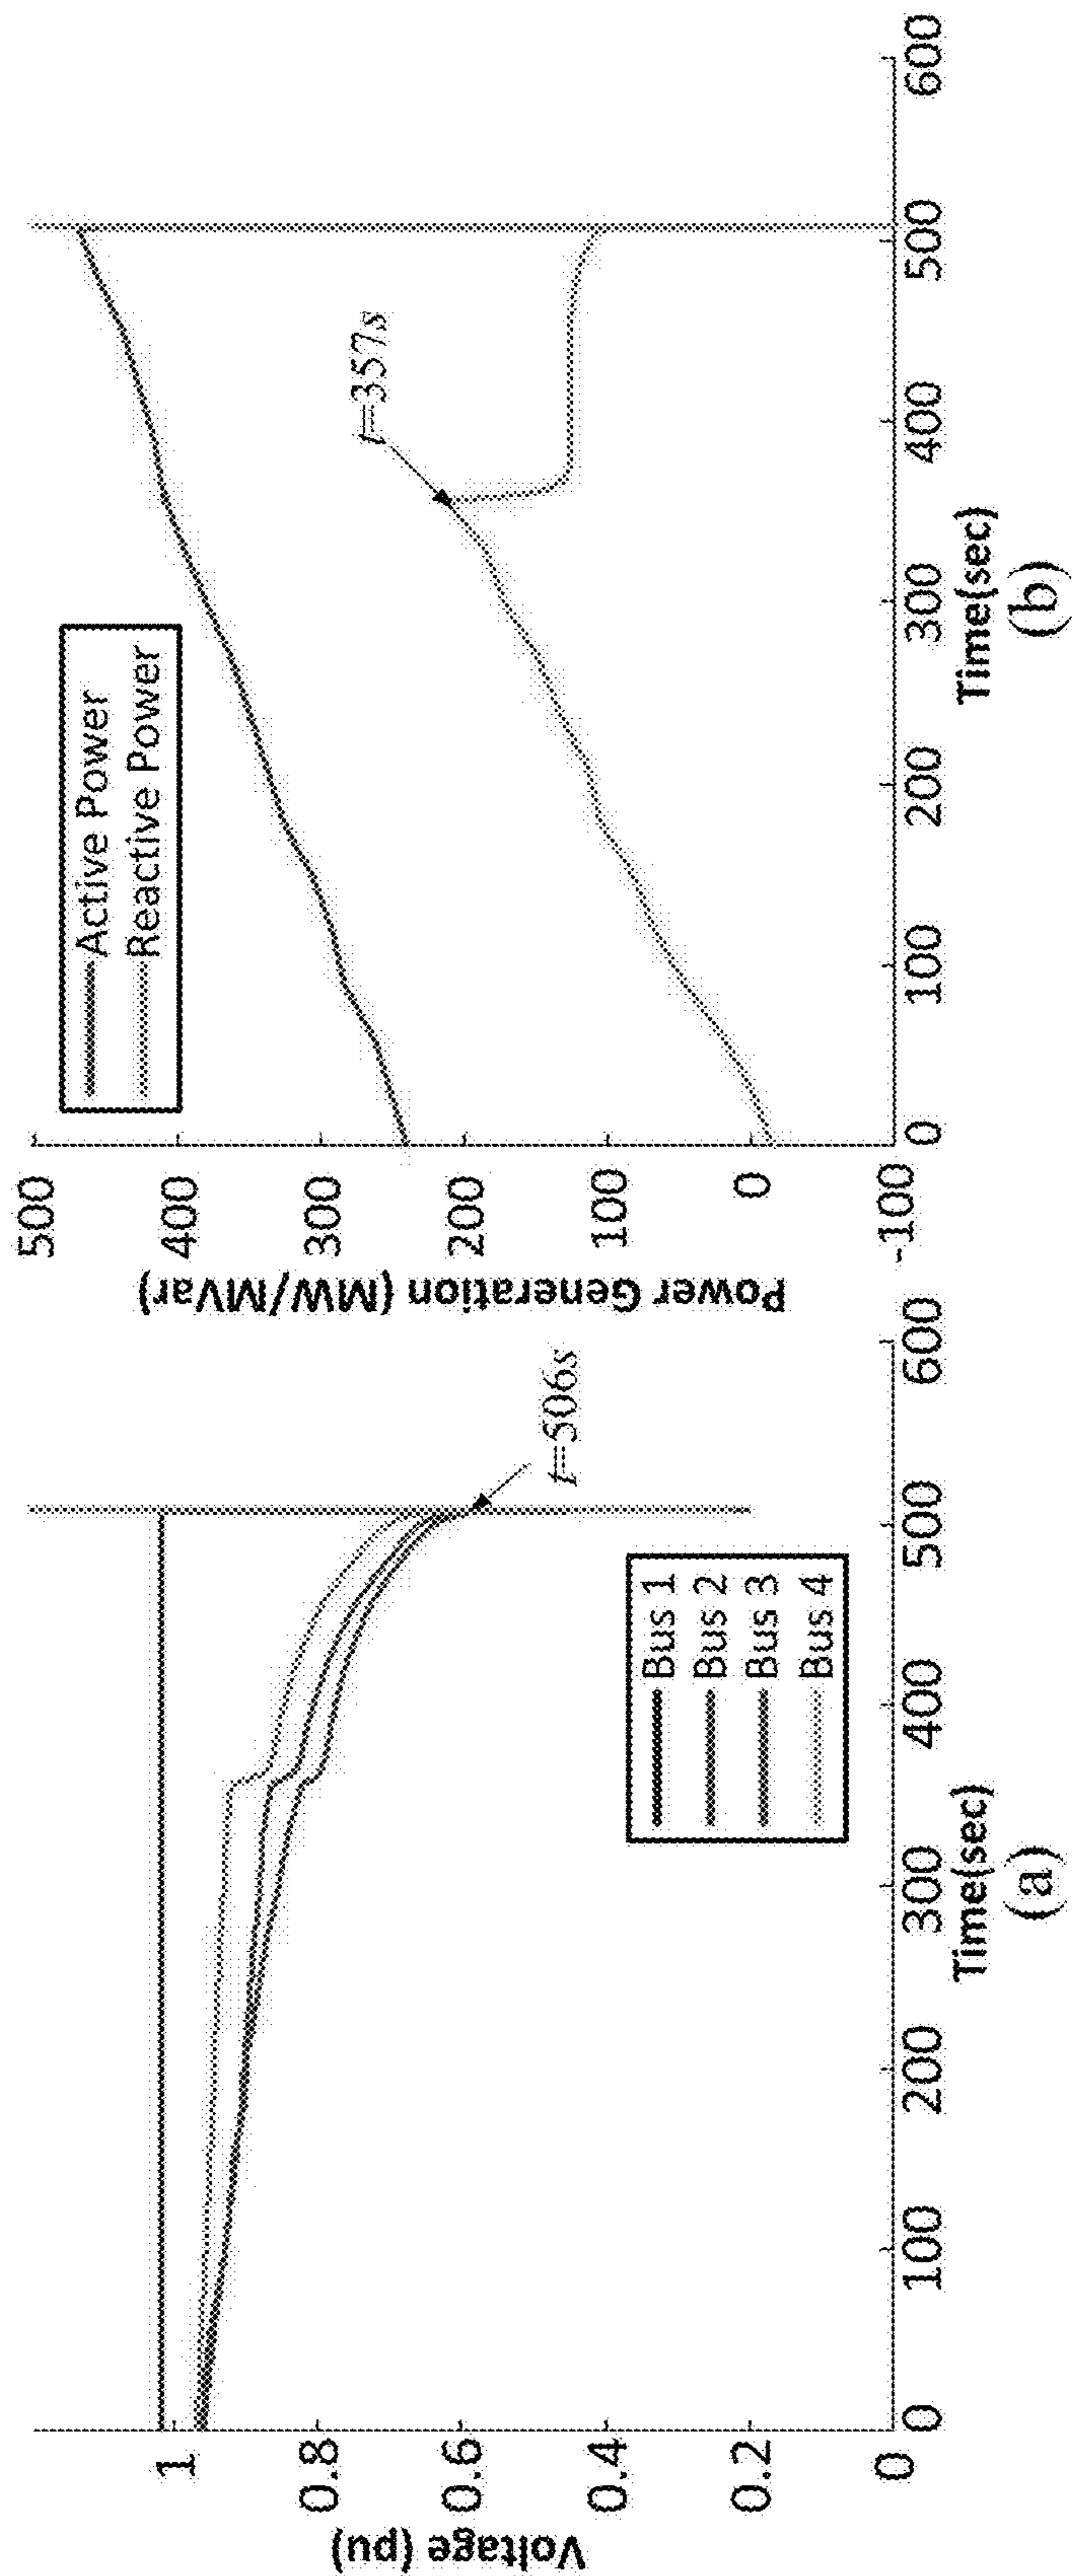 Voltage (pu)
1
0.8
0.6
0.4
0.2
0
0
100
200
300
400
500
600
Time(sec)
(a)
t=506s
Bus 1
Bus 2
Bus 3
Bus 4
Power Generation (MW/MVar)
500
400
300
200
100
0
-100
0
100
200
300
400
500
600
Time(sec)
(b)
t=357s
Active Power
Reactive Power